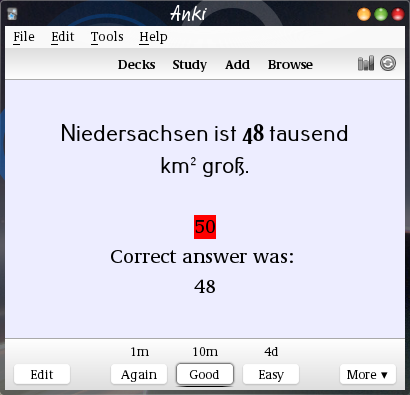 Anki
File Edit Tools Help
Decks Study Add Browse
Niedersachsen ist 48 tausend
km² groß.
50
Correct answer was:
48
1m 10m 4d
Edit Again Good Easy More ▾